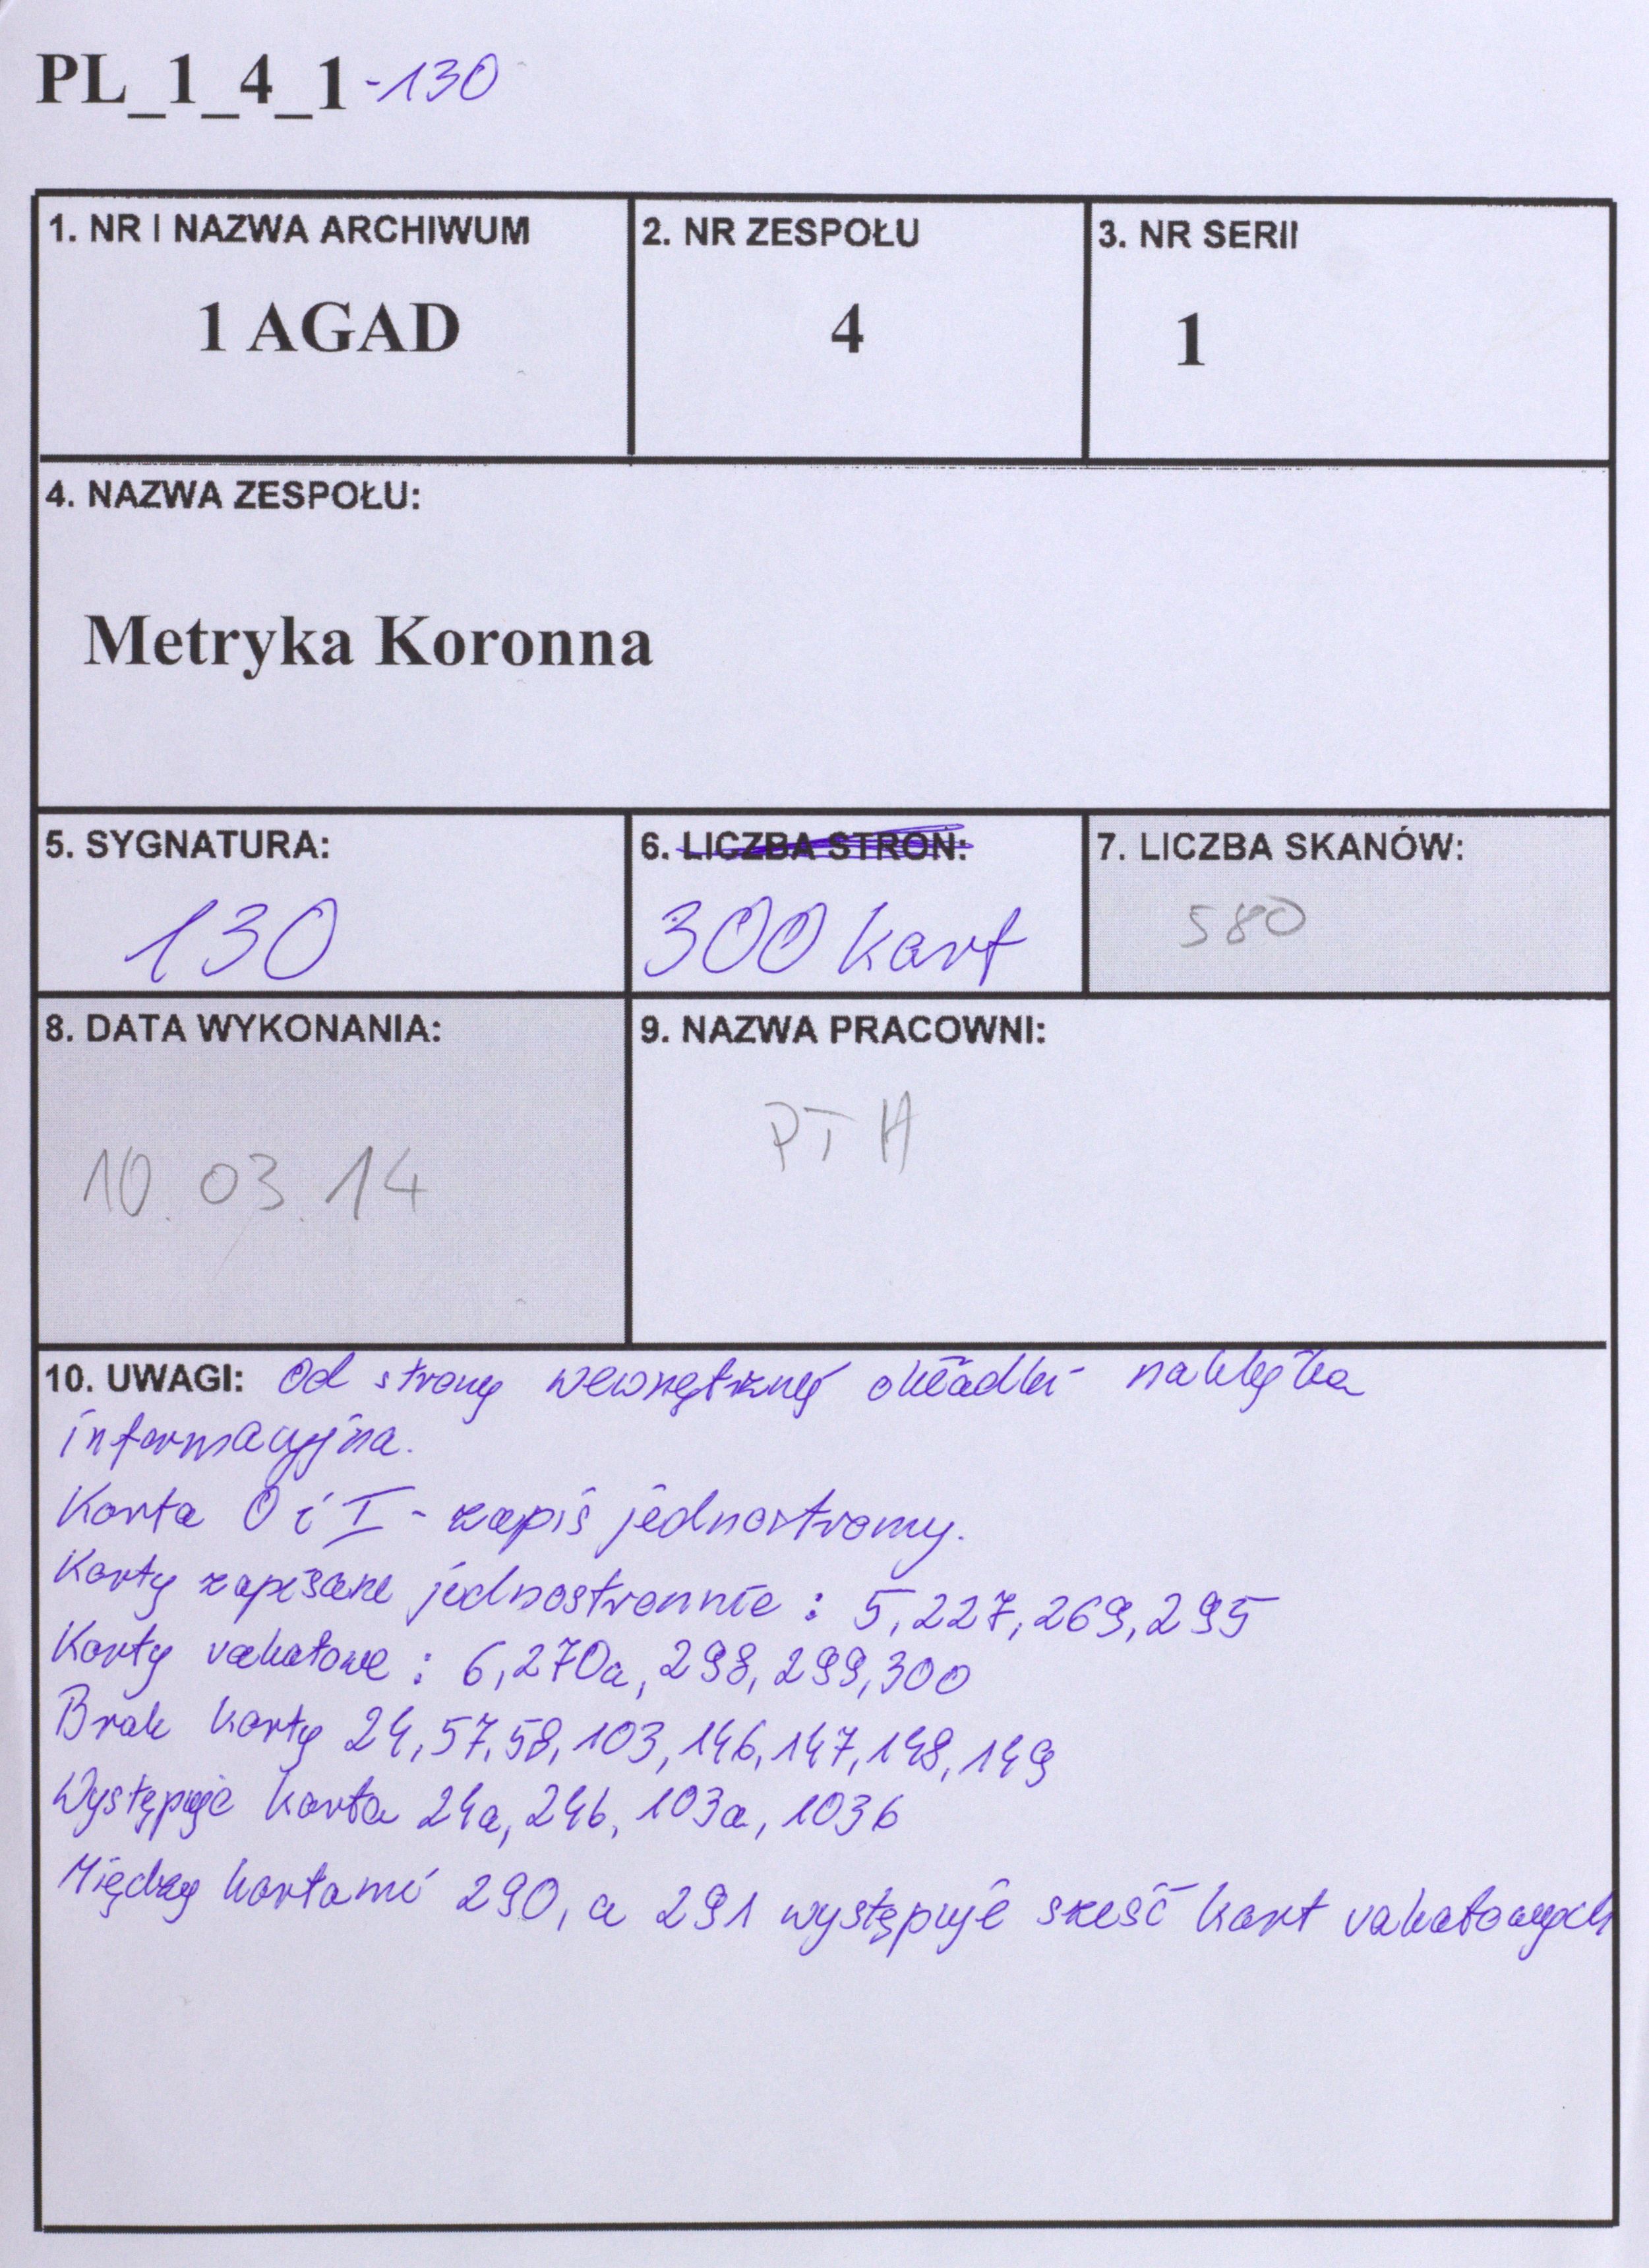 PL_1_4_1-130
1. NR I NAZWA ARCHIWUM
1 AGAD
2. NR ZESPOŁU
4
3. NR SERII
1
4. NAZWA ZESPOŁU:
Metryka Koronna
5. SYGNATURA:
130
6. LICZBA STRON:
300 kart
7. LICZBA SKANÓW:
580
8. DATA WYKONANIA:
10.03.14
9. NAZWA PRACOWNI:
PTH
10. UWAGI: Od strony wewnętrznej okładki naklejka
informacyjna.
Karta 0 i I - zapis jednostronny.
Karty zapisane jednostronnie : 5, 227, 269, 295
Karty vakatowe : 6, 270a, 298, 299, 300
Brak karty 24, 57, 58, 103, 146, 147, 148, 149
Występuje karta 24a, 24b, 103a, 103b
Między kartami 290, a 291 występuje sześć kart vakatowych